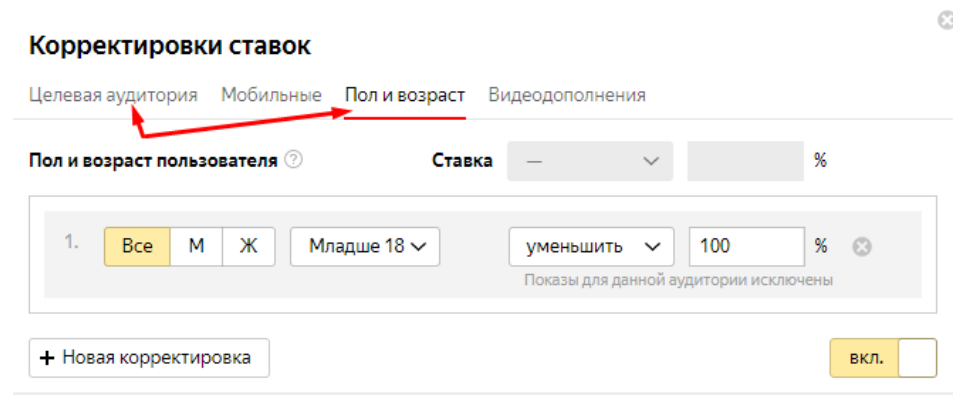 Корректировки ставок
Целевая аудитория Мобильные Пол и возраст Видеодополнения
Пол и возраст пользователя ? Ставка — %
1. Все М Ж Младше 18 уменьшить 100 %
Показы для данной аудитории исключены
+ Новая корректировка вкл.